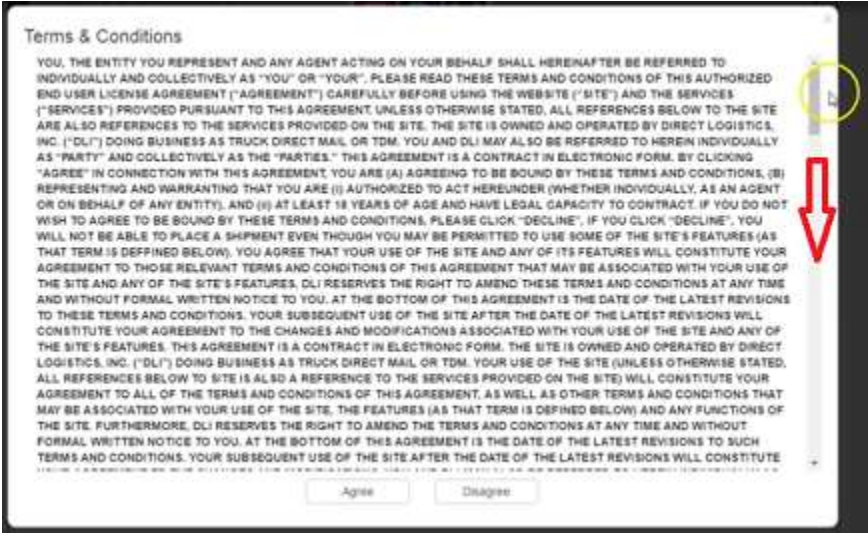 Terms & Conditions
YOU, THE ENTITY YOU REPRESENT AND ANY AGENT ACTING ON YOUR BEHALF SHALL HEREINAFTER BE REFERRED TO
INDIVIDUALLY AND COLLECTIVELY AS "YOU" OR "YOUR". PLEASE READ THESE TERMS AND CONDITIONS OF THIS AUTHORIZED
END USER LICENSE AGREEMENT ("AGREEMENT") CAREFULLY BEFORE USING THE WEBSITE ("SITE") AND THE SERVICES
("SERVICES") PROVIDED PURSUANT TO THIS AGREEMENT. UNLESS OTHERWISE STATED, ALL REFERENCES BELOW TO THE SITE
ARE ALSO REFERENCES TO THE SERVICES PROVIDED ON THE SITE. THE SITE IS OWNED AND OPERATED BY DIRECT LOGISTICS,
INC. ("DLI") DOING BUSINESS AS TRUCK DIRECT MAIL OR TDM. YOU AND DLI MAY ALSO BE REFERRED TO HEREIN INDIVIDUALLY
AS "PARTY" AND COLLECTIVELY AS THE "PARTIES." THIS AGREEMENT IS A CONTRACT IN ELECTRONIC FORM. BY CLICKING
"AGREE" IN CONNECTION WITH THIS AGREEMENT, YOU ARE (A) AGREEING TO BE BOUND BY THESE TERMS AND CONDITIONS, (B)
REPRESENTING AND WARRANTING THAT YOU ARE (i) AUTHORIZED TO ACT HEREUNDER (WHETHER INDIVIDUALLY, AS AN AGENT
OR ON BEHALF OF ANY ENTITY), AND (ii) AT LEAST 18 YEARS OF AGE AND HAVE LEGAL CAPACITY TO CONTRACT. IF YOU DO NOT
WISH TO AGREE TO BE BOUND BY THESE TERMS AND CONDITIONS, PLEASE CLICK "DECLINE". IF YOU CLICK "DECLINE", YOU
WILL NOT BE ABLE TO PLACE A SHIPMENT EVEN THOUGH YOU MAY BE PERMITTED TO USE SOME OF THE SITE'S FEATURES (AS
THAT TERM IS DEFFINED BELOW). YOU AGREE THAT YOUR USE OF THE SITE AND ANY OF ITS FEATURES WILL CONSTITUTE YOUR
AGREEMENT TO THOSE RELEVANT TERMS AND CONDITIONS OF THIS AGREEMENT THAT MAY BE ASSOCIATED WITH YOUR USE OF
THE SITE AND ANY OF THE SITE'S FEATURES. DLI RESERVES THE RIGHT TO AMEND THESE TERMS AND CONDITIONS AT ANY TIME
AND WITHOUT FORMAL WRITTEN NOTICE TO YOU. AT THE BOTTOM OF THIS AGREEMENT IS THE DATE OF THE LATEST REVISIONS
TO THESE TERMS AND CONDITIONS. YOUR SUBSEQUENT USE OF THE SITE AFTER THE DATE OF THE LATEST REVISIONS WILL
CONSTITUTE YOUR AGREEMENT TO THE CHANGES AND MODIFICATIONS ASSOCIATED WITH YOUR USE OF THE SITE AND ANY OF
THE SITE'S FEATURES. THIS AGREEMENT IS A CONTRACT IN ELECTRONIC FORM. THE SITE IS OWNED AND OPERATED BY DIRECT
LOGISTICS, INC. ("DLI") DOING BUSINESS AS TRUCK DIRECT MAIL OR TDM. YOUR USE OF THE SITE (UNLESS OTHERWISE STATED,
ALL REFERENCES BELOW TO SITE IS ALSO A REFERENCE TO THE SERVICES PROVIDED ON THE SITE) WILL CONSTITUTE YOUR
AGREEMENT TO ALL OF THE TERMS AND CONDITIONS OF THIS AGREEMENT, AS WELL AS OTHER TERMS AND CONDITIONS THAT
MAY BE ASSOCIATED WITH YOUR USE OF THE SITE, THE FEATURES (AS THAT TERM IS DEFINED BELOW) AND ANY FUNCTIONS OF
THE SITE. FURTHERMORE, DLI RESERVES THE RIGHT TO AMEND THE TERMS AND CONDITIONS AT ANY TIME AND WITHOUT
FORMAL WRITTEN NOTICE TO YOU. AT THE BOTTOM OF THIS AGREEMENT IS THE DATE OF THE LATEST REVISIONS TO SUCH
TERMS AND CONDITIONS. YOUR SUBSEQUENT USE OF THE SITE AFTER THE DATE OF THE LATEST REVISIONS WILL CONSTITUTE
Agree Disagree